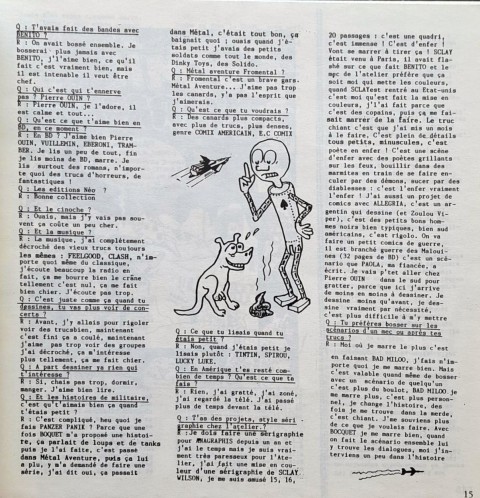 Q : T'avais fait des bandes avec
BENITO ?
R : On avait bossé ensemble. Je
bosserai plus jamais avec
BENITO, j'l'aime bien, ce qu'il
fait c'est vraiment bien, mais
il est intenable il veut être
chef.
Q : Qui c'est qui t'ennerve
pas ? Pierre OUIN ?
R : Pierre OUIN, je l'adore, il
est calme et tout...
Q : Qu'est ce que t'aime bien en
BD, en ce moment ?
R : En BD ? J'aime bien Pierre
OUIN, VUILLEMIN, EBERONI, TRAM-
BER. Je lis un peu de tout, fin
je lis moins de BD, marre. Je
lis surtout des romans, n'impor-
te quoi des trucs d'horreurs, de
fantastiques
Q : Les editions Néo ?
R : Bonne collection
Q : Et le cinoche ?
R : Ouais, mais j'y vais pas sou-
vent ça coûte un peu cher.
Q : Et la musique ?
R : La musique, j'ai complètement
décroché des vieux trucs toujours
les mêmes : FEELGOOD, CLASH, n'im-
porte quoi même du classique,
j'écoute beaucoup la radio en
fait, ça me bourre bien le crâne
tellement c'est nul, ça me fait
bien chier. J'écoute pas trop.
Q : C'est juste comme ça quand tu
dessines, tu vas plus voir de con-
certs ?
R : Avant, j'y allais pour rigoler
voir des trucsbien, maintenant
c'est fini ça a coulé, maintenant
j'aime pas trop voir des groupes
j'ai décroché, ça m'intéresse
plus tellement, ça me fait chier.
Q : A part dessiner ya rien qui
t'intéresse ?
R : Si, chais pas trop, dormir,
manger. J'aime bien lire
Q : Et les histoires de militaire,
c'est qu't'aimais bien ça quand
t'étais petit ?
R : C'est compliqué, heu quoi je
fais PANZER PANIK ? Parce que une
fois BOQUET m'a proposé une histoi-
re, ça parlait de loups et de tanks
puis je l'ai faite, c'est passé
dans Métal Aventure, puis ça lui
a plu, y m'a demandé de faire une
série, j'ai dit oui, ça passait
dans Métal, c'était tout bon, ça
baignait quoi ; ouais quand j'é-
tais petit j'avais des petits
soldats comme tout le monde, des
Dinky Toys, des Solido.
Q : Métal aventure Fromental ?
R : Fromental c'est un brave gars.
Métal Aventure... J'aime pas trop
les canards, y'a pas l'esprit que
j'aimerais.
Q : Qu'est ce que tu voudrais ?
R : Des canards plus compacts,
avec plus de trucs, plus denses,
genre COMIX AMERICAIN, E.C COMIX
Q : Ce que tu lisais quand tu
étais petit ?
R : Non, quand j'étais petit je
lisais plutôt : TINTIN, SPIROU,
LUCKY LUKE.
Q : En Amérique t'es resté com-
bien de temps ? Qu'est ce que ta
fais ?
R : Rien, j'ai gratté, j'ai zoné,
j'ai regardé la télé. J'ai passé
plus de temps devant la télé.
Q : T'as des projets, style séri
graphie chez l'atelier.?
R : Je dois faire une sérigraphie
pour ANAGRAPHIS depuis un an et
j'ai le temps mais je suis vrai-
ment très paresseux pour l'Ate-
lier, j'ai fait une mise en cou-
leur d'une sérigraphie de SCLAY.
WILSON, je me suis amusé 15, 16,
20 passages : c'est une quadri,
c'est immense ! C'est d'enfer !
Vont se marrer à tirer ça ! SCLAY
était venu à Paris, il avait fla-
shé sur ce que fait BENITO et le-
mec de l'atelier préfère que ça
soit moi qui mette les couleurs,
quand SCLAYest rentré au Etat-unis
c'est moi qu'est fait la mise en
couleurs, j'l'ai fait parce que
c'est des copains, puis ça me fai-
sait marrer de la faire. Le truc
chiant c'est que j'ai mis un mois
à le faire. C'est plein de détails
tous petits, minuscules, c'est
poète en enfer ! C'est une scène
d'enfer avec des poètes grillants
sur les feux, bouillir dans des
marmites en train de se faire en-
culer par des démons, sucer par des
diablesses : c'est l'enfer vraiment
l'enfer ! J'ai aussi un projet de
comics avec ALEGRIA, c'est un ar-
gentin qui dessine (et Zoulou Vi-
per), c'est des petits bons hom-
mes noirs bien typiques, bien sud
américains, c'est rigolo. On va
faire un petit comics de guerre,
il est branché guerre des Maloui-
nes (32 pages de BD) c'est un scé-
nario que PAOLA, ma fiancée, a
écrit. Je vais p'têt aller chez
Pierre OUIN dans le sud pour
gratter, parce que ici j'arrive
de moins en moins à dessiner. Je
dessine moins qu'avant, je des-
sine vraiment par nécessité,
c'est plus difficile à m'y mettre
Q : Tu préfères bosser sur les
scénarios d'un mec ou après tes
trucs ?
R : Moi où je marre le plus c'est
en faisant BAD MILOO, j'fais n'im-
porte quoi je me marre bien. Mais
c'est valable quand même de bosser
avec un scénario de quelqu'un
c'est plus du boulot, BAD MILOO je
me marre plus, c'est plus person-
nel, je change l'histoire, des
fois je me trouve dans la merde,
c'est chiant. J'me souviens plus
de ce que je voulais faire. Avec
BOCQUET je me marre bien, quand
on fait le scénario ensemble lui
y trouve les dialogues, moi j'in-
terviens un peu dans l'histoire
15